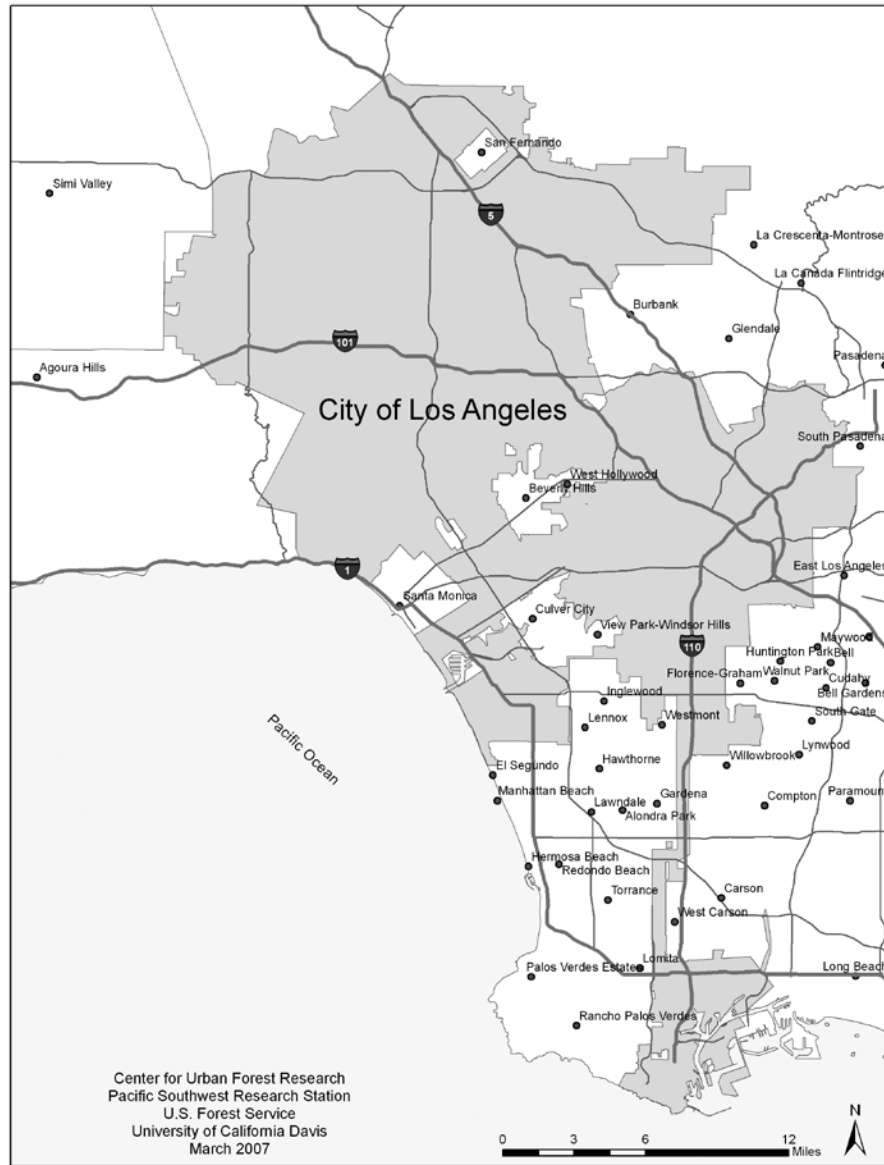 San Fernando
Simi Valley
5
La Crescenta-Montrose
La Canada Flintridge
Burbank
101
Glendale
Agoura Hills
Pasadena
City of Los Angeles
South Pasadena
West Hollywood
Beverly Hills
1
East Los Angeles
Santa Monica
Culver City
View Park-Windsor Hills
110
Maywood
Huntington Park
Bell
Florence-Graham
Walnut Park
Cudahy
Bell Gardens
Inglewood
Lennox
Westmont
South Gate
Pacific Ocean
Hawthorne
Willowbrook
Lynwood
El Segundo
Manhattan Beach
Lawndale
Gardena
Alondra Park
Compton
Paramount
Hermosa Beach
Redondo Beach
Torrance
Carson
West Carson
Lomita
Palos Verdes Estate
Long Beach
Rancho Palos Verdes
Center for Urban Forest Research
Pacific Southwest Research Station
U.S. Forest Service
University of California Davis
March 2007
N
0 3 6 12
Miles